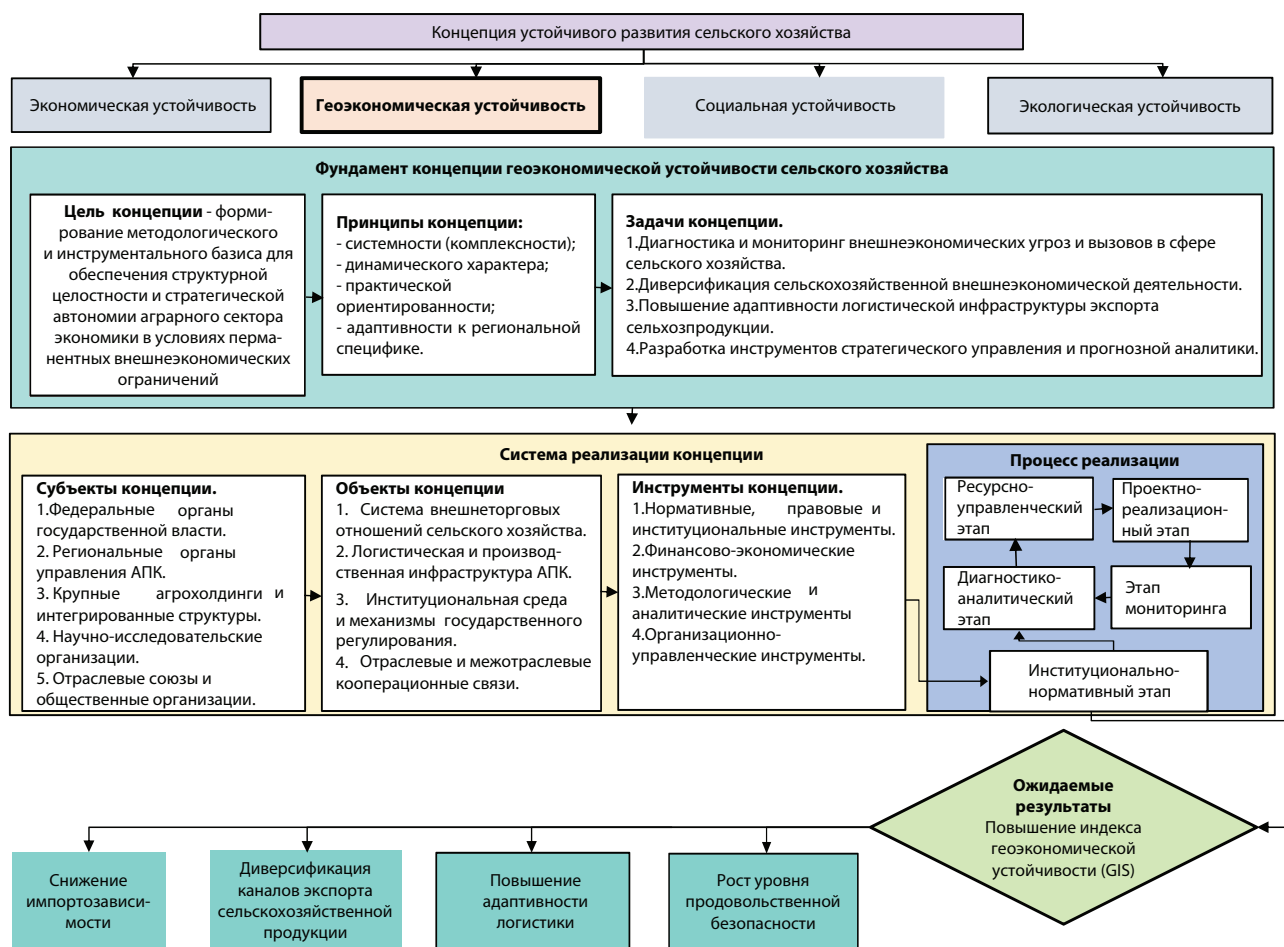 Концепция устойчивого развития сельского хозяйства
Экономическая устойчивость
Геоэкономическая устойчивость
Социальная устойчивость
Экологическая устойчивость
Фундамент концепции геоэкономической устойчивости сельского хозяйства
Цель концепции - форми-
рование методологического
и инструментального базиса для
обеспечения структурной
целостности и стратегической
автономии аграрного сектора
экономики в условиях перма-
нентных внешнеэкономических
ограничений
Принципы концепции:
- системности (комплексности);
- динамического характера;
- практической
ориентированности;
- адаптивности к региональной
специфике.
Задачи концепции.
1.Диагностика и мониторинг внешнеэкономических угроз и вызовов в сфере
сельского хозяйства.
2.Диверсификация сельскохозяйственной внешнеэкономической деятельности.
3.Повышение адаптивности логистической инфраструктуры экспорта
сельхозпродукции.
4.Разработка инструментов стратегического управления и прогнозной аналитики.
Система реализации концепции
Субъекты концепции.
1.Федеральные органы
государственной власти.
2. Региональные органы
управления АПК.
3. Крупные агрохолдинги и
интегрированные структуры.
4. Научно-исследовательские
организации.
5. Отраслевые союзы и
общественные организации.
Объекты концепции
1. Система внешнеторговых
отношений сельского хозяйства.
2. Логистическая и производ-
ственная инфраструктура АПК.
3. Институциональная среда
и механизмы государственного
регулирования.
4. Отраслевые и межотраслевые
кооперационные связи.
Инструменты концепции.
1.Нормативные, правовые и
институциональные инструменты.
2.Финансово-экономические
инструменты.
3.Методологические и
аналитические инструменты
4.Организационно-
управленческие инструменты.
Процесс реализации
Ресурсно-
управленческий
этап
Проектно-
реализацион-
ный этап
Диагностико-
аналитический
этап
Этап
мониторинга
Институционально-
нормативный этап
Ожидаемые
результаты
Повышение индекса
геоэкономической
устойчивости (GIS)
Снижение
импортозависи-
мости
Диверсификация
каналов экспорта
сельскохозяйственной
продукции
Повышение
адаптивности
логистики
Рост уровня
продовольственной
безопасности